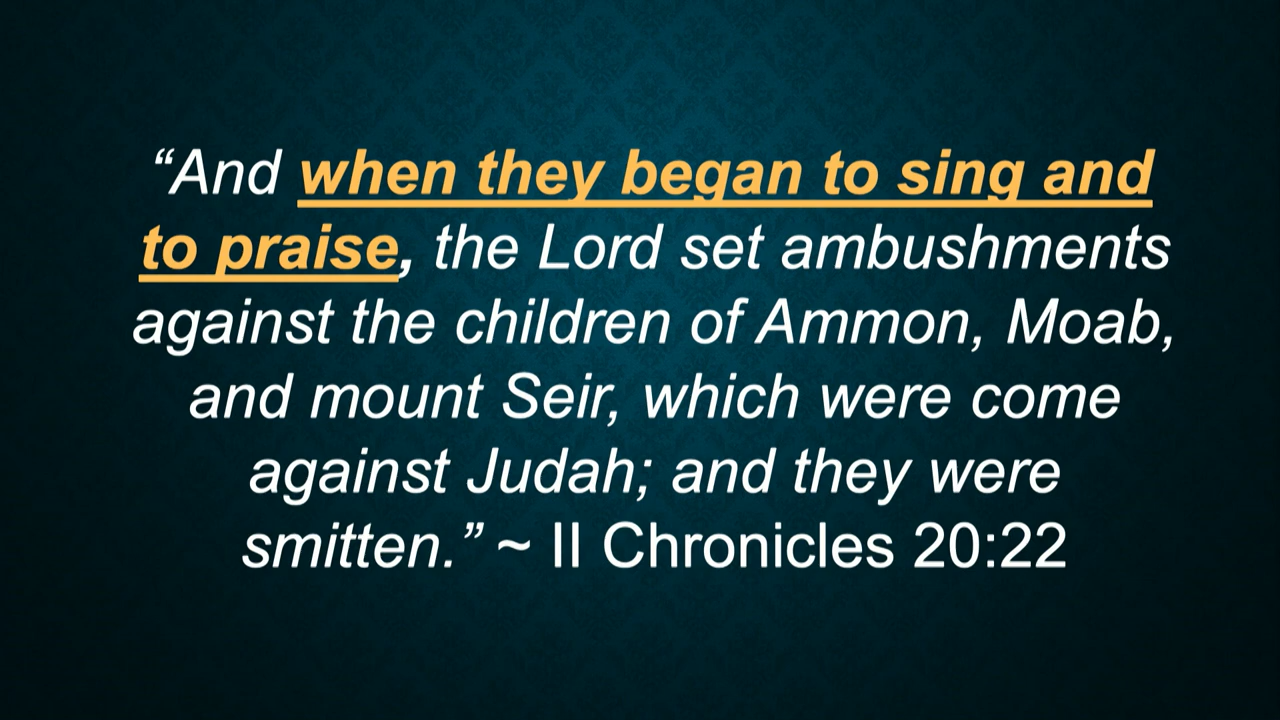 “And when they began to sing and
to praise, the Lord set ambushments
against the children of Ammon, Moab,
and mount Seir, which were come
against Judah; and they were
smitten.” ~ II Chronicles 20:22